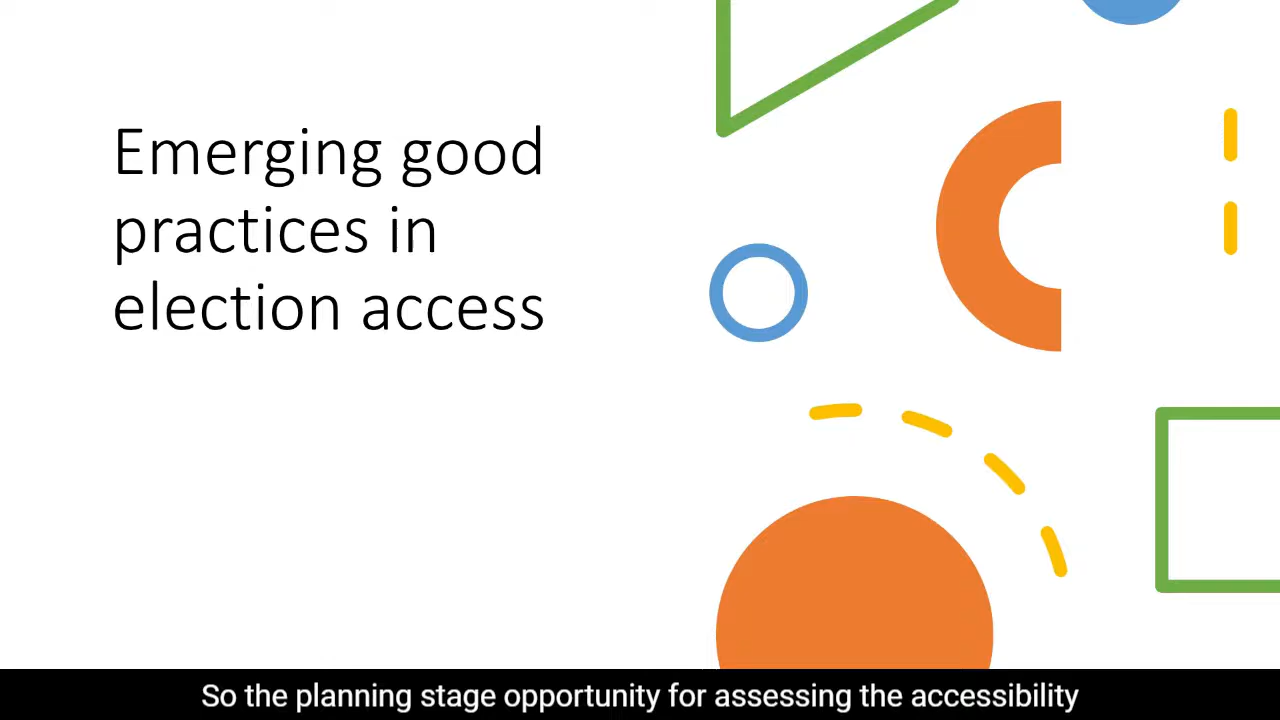 Emerging good
practices in
election access
So the planning stage opportunity for assessing the accessibility